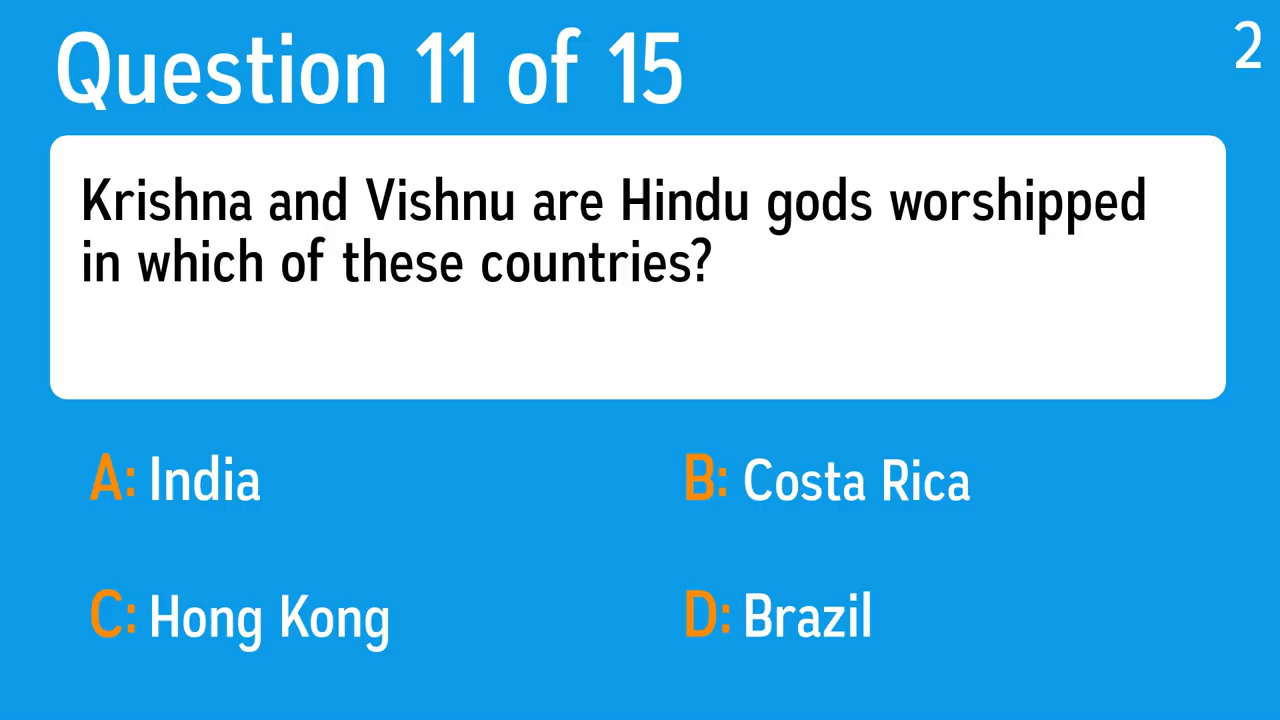 Question 11 of 15
2
Krishna and Vishnu are Hindu gods worshipped
in which of these countries?
A: India
B: Costa Rica
C: Hong Kong
D: Brazil